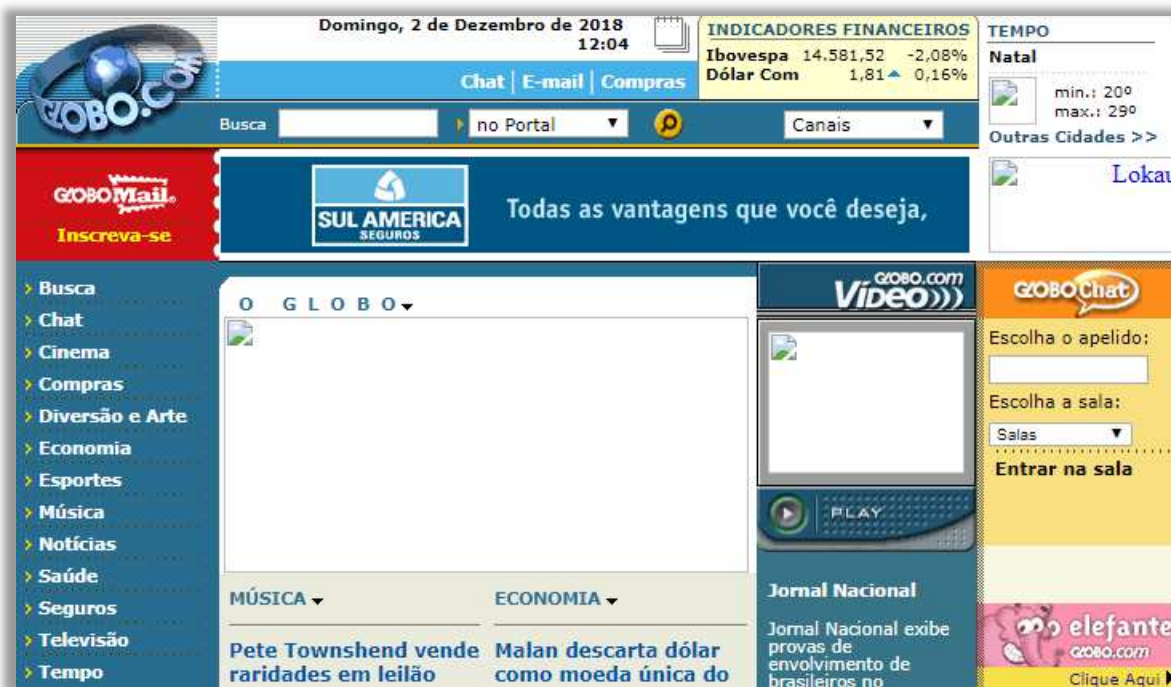 GLOBO.COM
Domingo, 2 de Dezembro de 2018
12:04
Chat | E-mail | Compras
INDICADORES FINANCEIROS
Ibovespa 14.581,52 -2,08%
Dólar Com 1,81 0,16%
TEMPO
Natal
min.: 20º
max.: 29º
Outras Cidades >>
Busca
no Portal
Canais
GLOBOMail
Inscreva-se
SUL AMERICA
SEGUROS
Todas as vantagens que você deseja,
Lokau
Busca
Chat
Cinema
Compras
Diversão e Arte
Economia
Esportes
Música
Notícias
Saúde
Seguros
Televisão
Tempo
O GLOBO
MÚSICA
Pete Townshend vende
raridades em leilão
ECONOMIA
Malan descarta dólar
como moeda única do
GLOBO.COM
VÍDEO)))
PLAY
Jornal Nacional
Jornal Nacional exibe
provas de
envolvimento de
brasileiros no
GLOBOChat
Escolha o apelido:
Escolha a sala:
Salas
Entrar na sala
elefante
GLOBO.COM
Clique Aqui